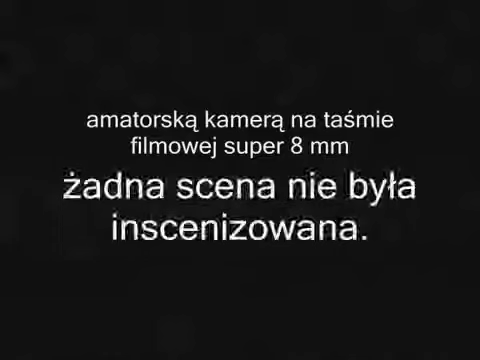 amatorską kamerą na taśmie
filmowej super 8 mm
żadna scena nie była
inscenizowana.